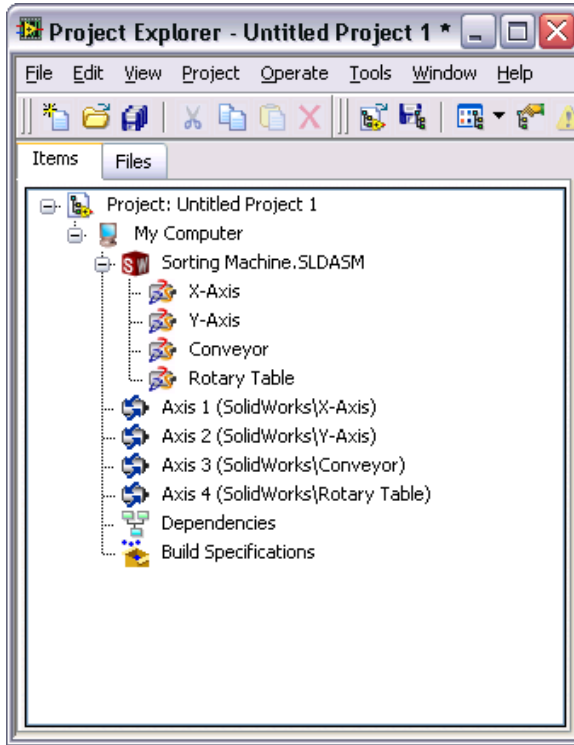 Project Explorer - Untitled Project 1 *
File Edit View Project Operate Tools Window Help
Items Files
Project: Untitled Project 1
My Computer
SW Sorting Machine.SLDASM
X-Axis
Y-Axis
Conveyor
Rotary Table
Axis 1 (SolidWorks\X-Axis)
Axis 2 (SolidWorks\Y-Axis)
Axis 3 (SolidWorks\Conveyor)
Axis 4 (SolidWorks\Rotary Table)
Dependencies
Build Specifications